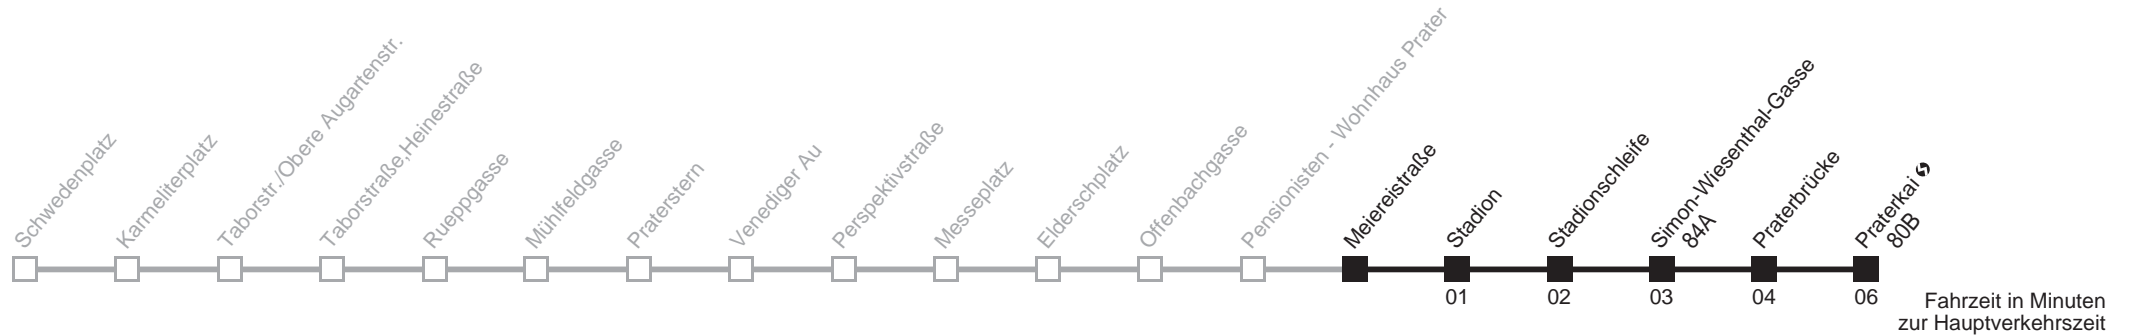 Schwedenplatz
Karmeliterplatz
Taborstr./Obere Augartenstr.
Taborstraße,Heinestraße
Rueppgasse
Mühlfeldgasse
Praterstern
Venediger Au
Perspektivstraße
Messeplatz
Elderschplatz
Offenbachgasse
Pensionisten - Wohnhaus Prater
Meiereistraße
Stadion
Stadionschleife
Simon-Wiesenthal-Gasse
84A
Praterbrücke
Praterkai
80B
01
02
03
04
06
Fahrzeit in Minuten
zur Hauptverkehrszeit